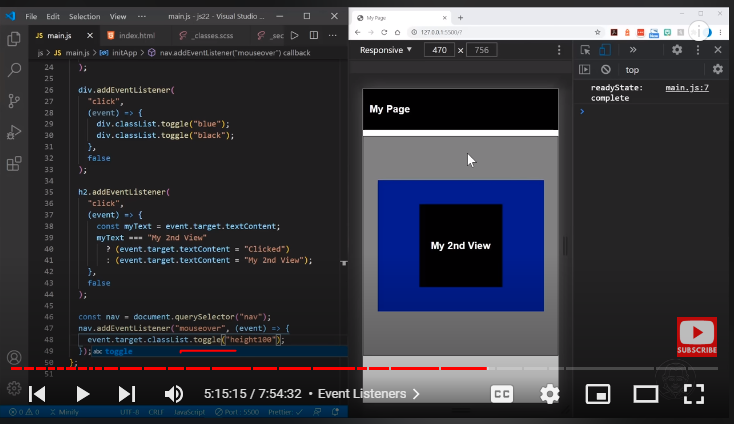 File Edit Selection View ··· main.js - js22 - Visual Studio ...
JS main.js × index.html _classes.scss _sec
js > JS main.js > initApp > nav.addEventListener("mouseover") callback
24 );
25
26 div.addEventListener(
27 "click",
28 (event) => {
29 div.classList.toggle("blue");
30 div.classList.toggle("black");
31 },
32 false
33 );
34
35 h2.addEventListener(
36 "click",
37 (event) => {
38 const myText = event.target.textContent;
39 myText === "My 2nd View"
40 ? (event.target.textContent = "Clicked")
41 : (event.target.textContent = "My 2nd View");
42 },
43 false
44 );
45
46 const nav = document.querySelector("nav");
47 nav.addEventListener("mouseover", (event) => {
48 event.target.classList.toggle("height100");
49 }); abc toggle
50 };
51
0 0 Minify UTF-8 CRLF JavaScript Port : 5500 Prettier
My Page
127.0.0.1:5500/7
Responsive 470 × 756
My Page
My 2nd View
top
readyState: main.js:7
complete
SUBSCRIBE
5:15:15 / 7:54:32 • Event Listeners
CC